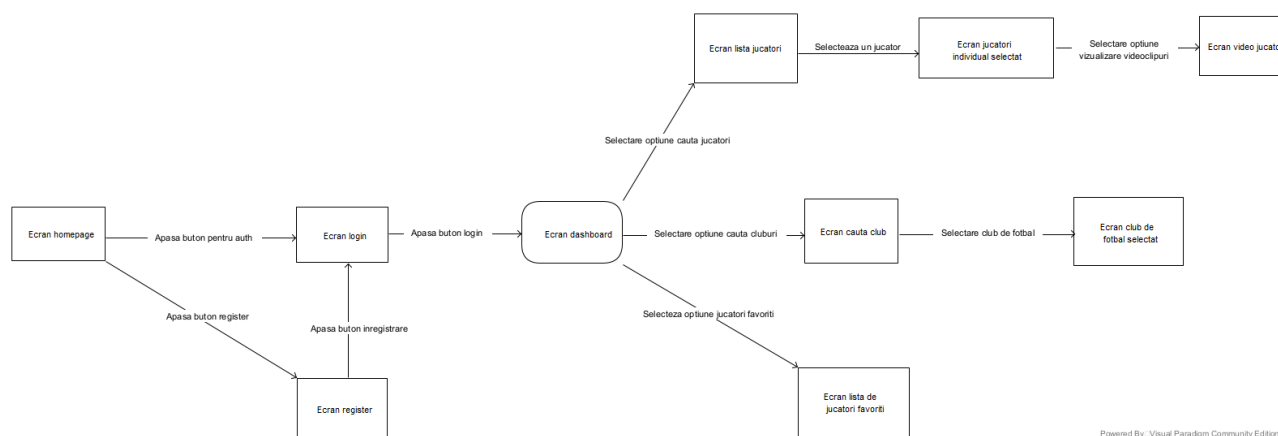 Ecran lista jucatori
Selecteaza un jucator
Ecran jucatori
individual selectat
Selectare optiune
vizualizare videoclipuri
Ecran video jucato
Selectare optiune cauta jucatori
Ecran homepage
Apasa buton pentru auth
Ecran login
Apasa buton login
Ecran dashboard
Selectare optiune cauta cluburi
Ecran cauta club
Selectare club de fotbal
Ecran club de
fotbal selectat
Apasa buton register
Apasa buton inregistrare
Selecteza optiune jucatori favoriti
Ecran register
Ecran lista de
jucatori favoriti
Powered By: Visual Paradigm Community Edition